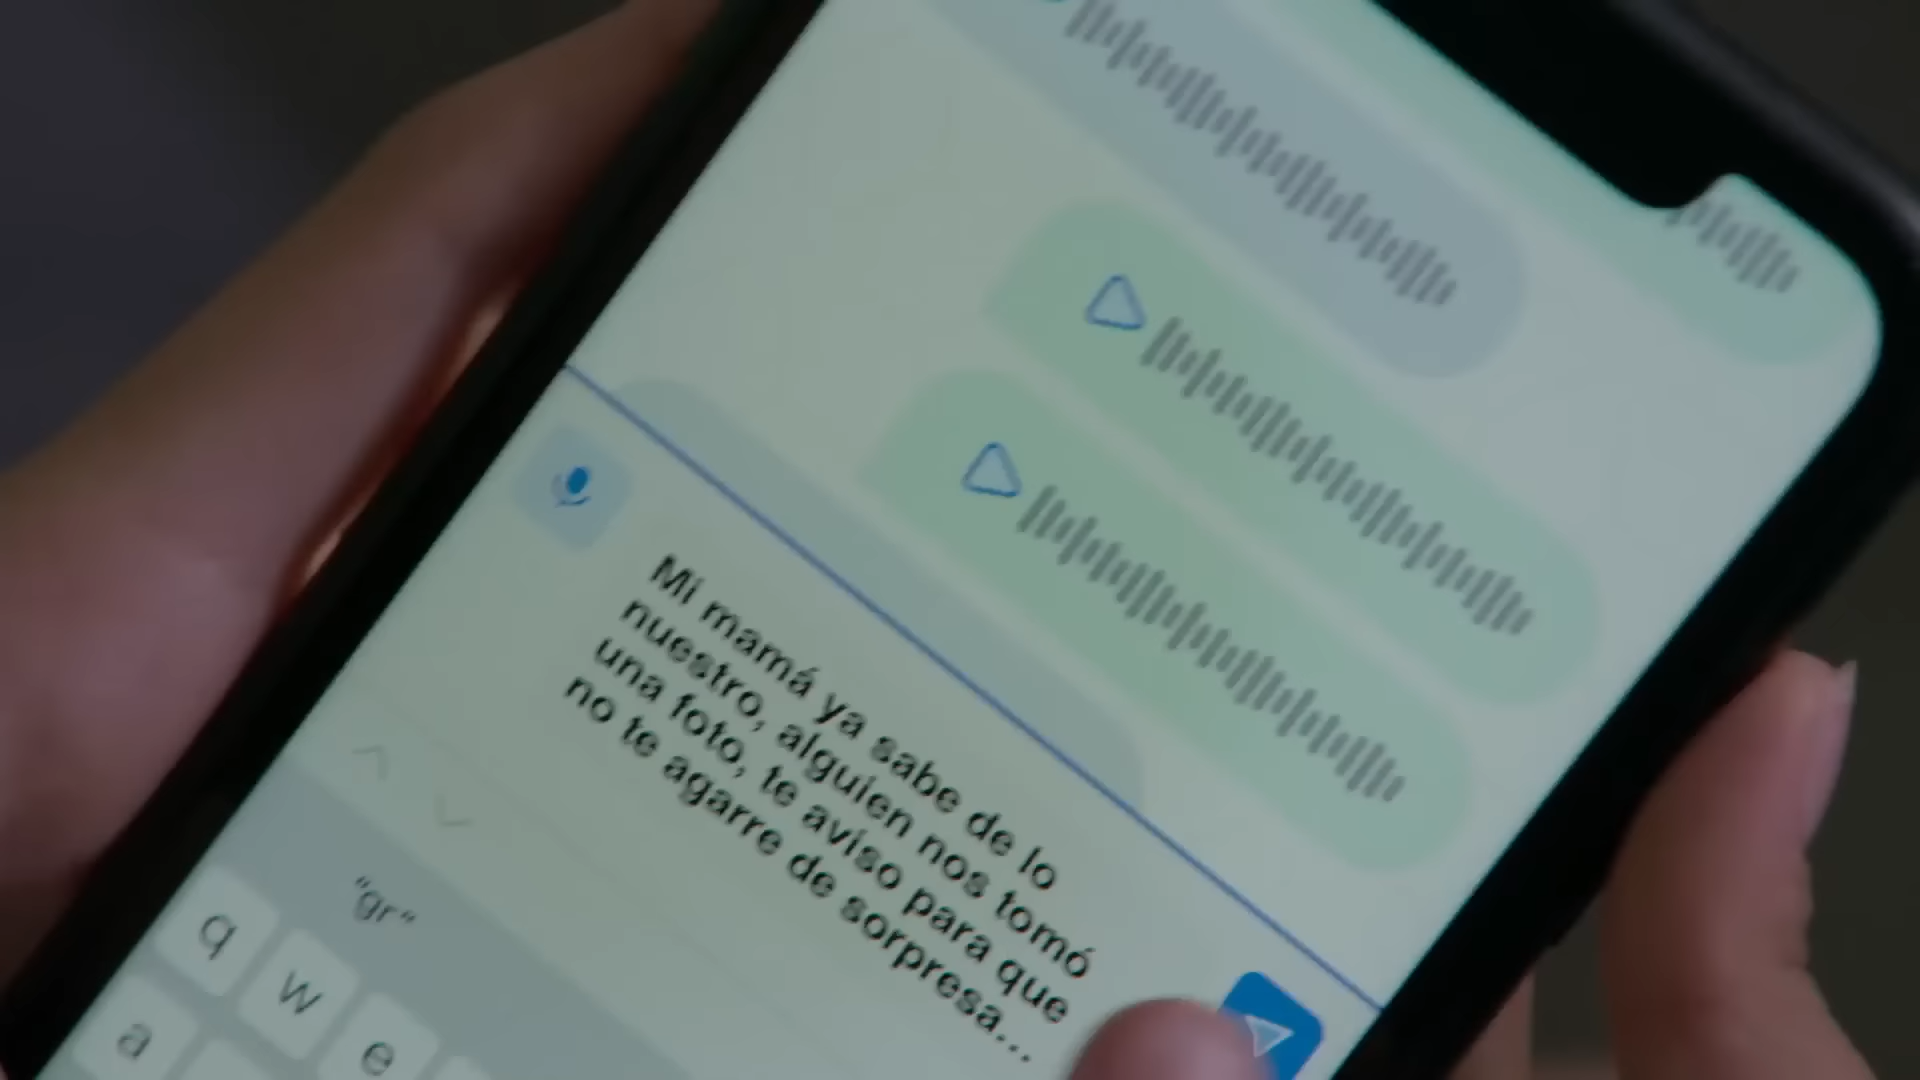 Mi mamá ya sabe de lo
nuestro, alguien nos tomó
una foto, te aviso para que
no te agarre de sorpresa...
"gr"
q w e
a